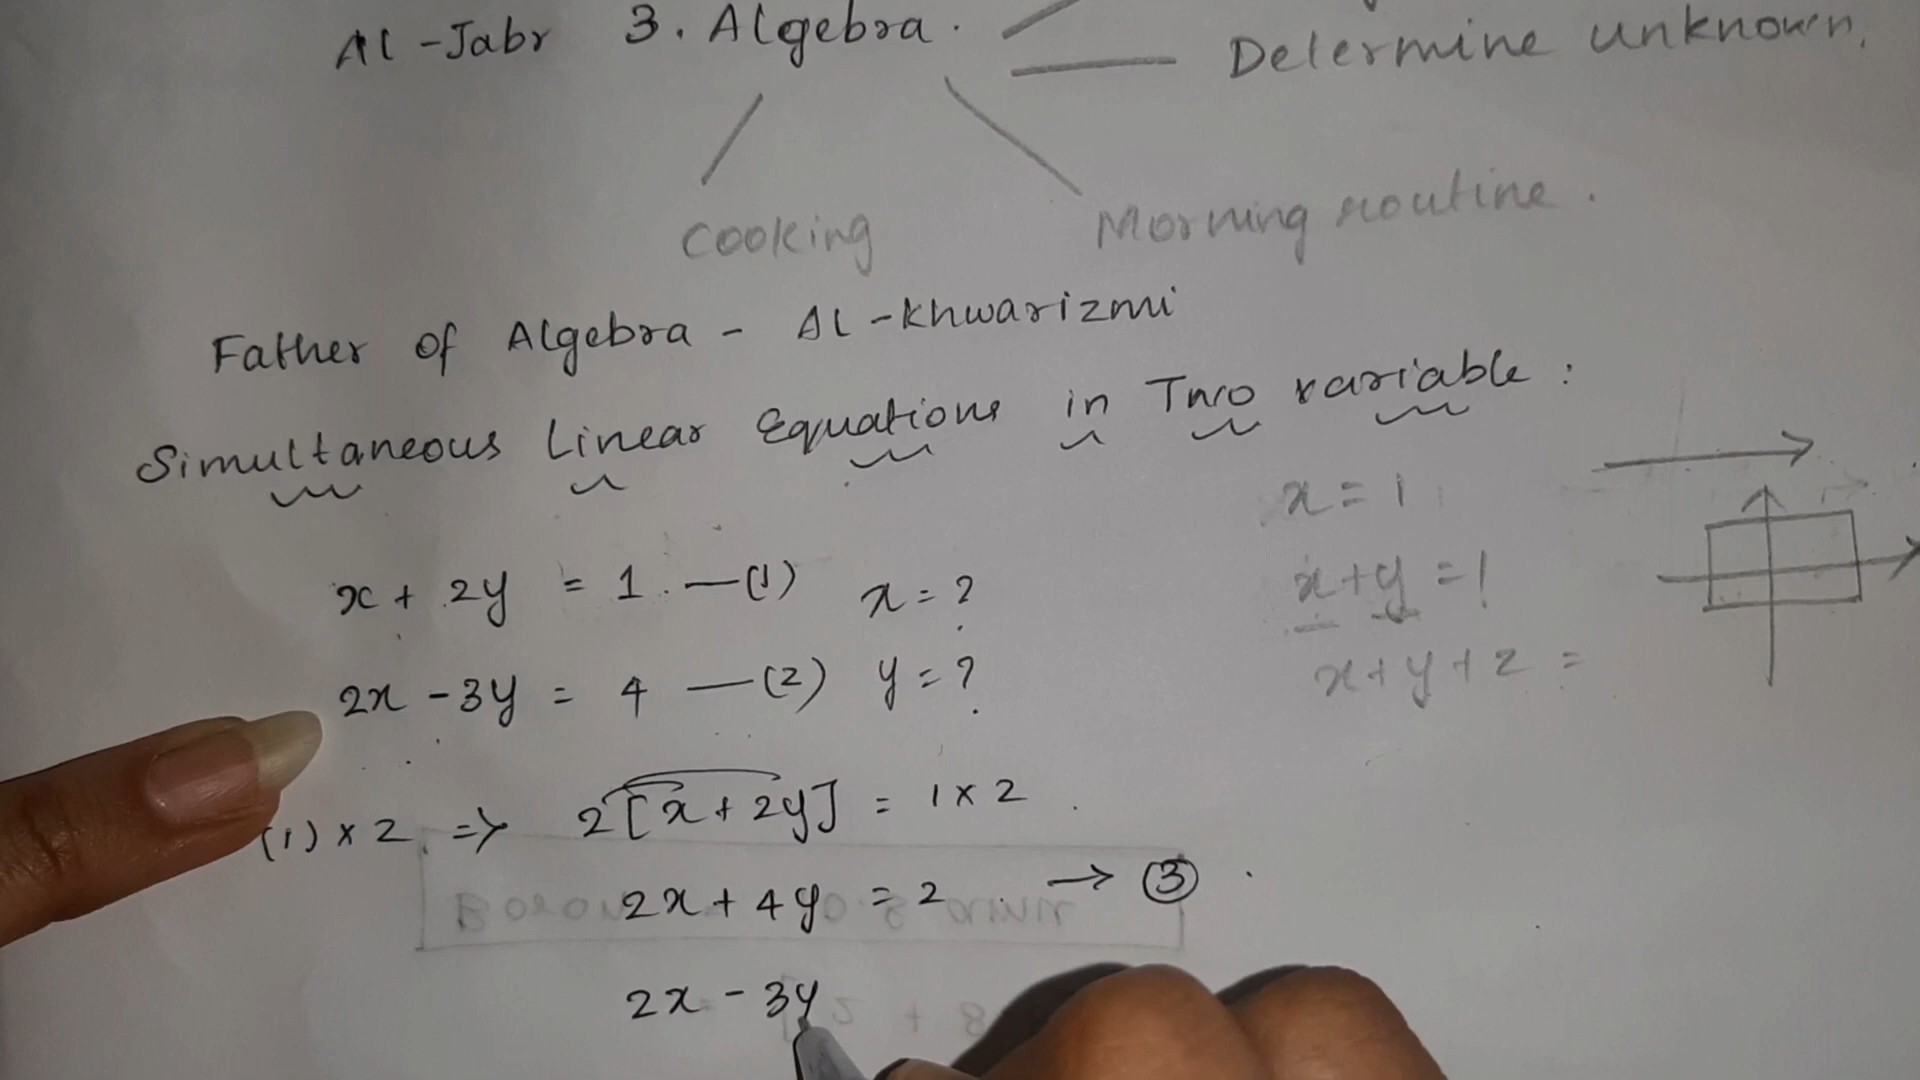 Al-Jabr 3. Algebra.
Determine unknown.
Cooking
Morning routine.
Father of Algebra - Al-Khwarizmi
Simultaneous Linear Equations in Two variable :
x = 1
x + 2y = 1. —(1) x = ?
x+y = 1
2x - 3y = 4 —(2) y = ?
x+y+z =
(1) × 2 => 2[x + 2y] = 1 × 2
2x + 4y = 2 → ③
2x - 3y